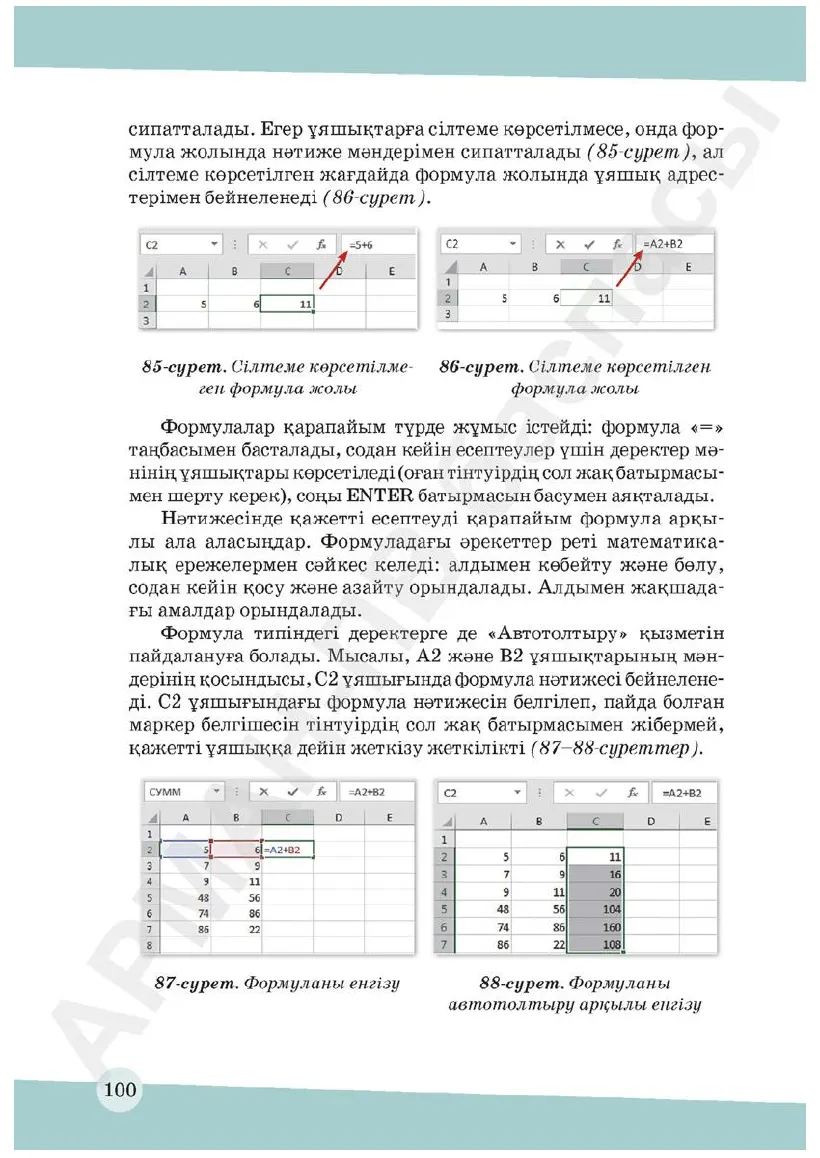 сипатталады. Егер ұяшықтарға сілтеме көрсетілмесе, онда фор-
мула жолында нәтиже мәндерімен сипатталады (85-сурет), ал
сілтеме көрсетілген жағдайда формула жолында ұяшық адрес-
терімен бейнеленеді (86-сурет).
C2 fx =5+6
A B C D E
1
2 5 6 11
3
C2 fx =A2+B2
A B C D E
1
2 5 6 11
3
85-сурет. Сілтеме көрсетілме-
ген формула жолы
86-сурет. Сілтеме көрсетілген
формула жолы
Формулалар қарапайым түрде жұмыс істейді: формула «=»
таңбасымен басталады, содан кейін есептеулер үшін деректер мә-
нінің ұяшықтары көрсетіледі (оған тінтуірдің сол жақ батырмасы-
мен шерту керек), соңы ENTER батырмасын басумен аяқталады.
Нәтижесінде қажетті есептеуді қарапайым формула арқы-
лы ала аласыңдар. Формуладағы әрекеттер реті математика-
лық ережелермен сәйкес келеді: алдымен көбейту және бөлу,
содан кейін қосу және азайту орындалады. Алдымен жақшада-
ғы амалдар орындалады.
Формула типіндегі деректерге де «Автотолтыру» қызметін
пайдалануға болады. Мысалы, A2 және B2 ұяшықтарының мән-
дерінің қосындысы, C2 ұяшығында формула нәтижесі бейнелене-
ді. C2 ұяшығындағы формула нәтижесін белгілеп, пайда болған
маркер белгішесін тінтуірдің сол жақ батырмасымен жібермей,
қажетті ұяшыққа дейін жеткізу жеткілікті (87–88-суреттер).
СУММ fx =A2+B2
A B C D E
1
2 5 6 =A2+B2
3 7 9
4 9 11
5 48 56
6 74 86
7 86 22
8
C2 fx =A2+B2
A B C D E
1
2 5 6 11
3 7 9 16
4 9 11 20
5 48 56 104
6 74 86 160
7 86 22 108
87-сурет. Формуланы енгізу
88-сурет. Формуланы
автотолтыру арқылы енгізу
100
АРМАН-ПВ баспасы